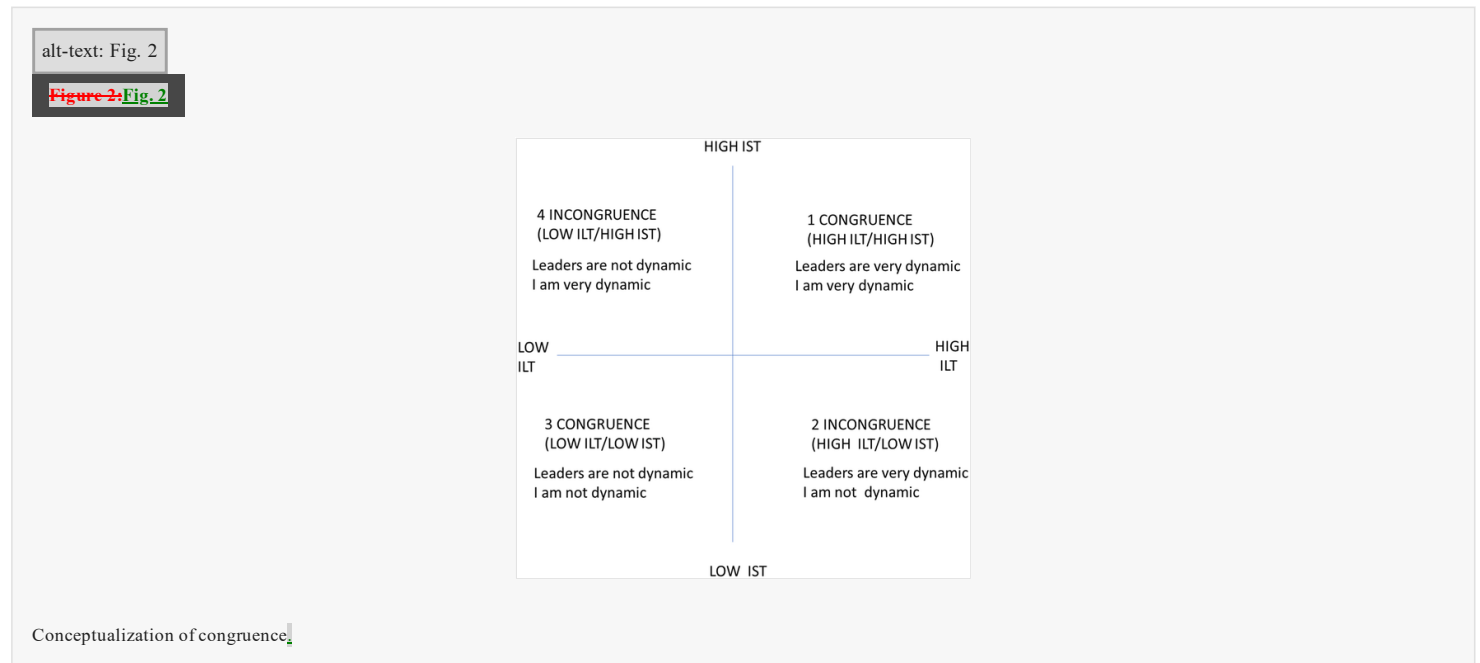 alt-text: Fig. 2
Figure 2:Fig. 2
HIGH IST
4 INCONGRUENCE
(LOW ILT/HIGH IST)
Leaders are not dynamic
I am very dynamic
1 CONGRUENCE
(HIGH ILT/HIGH IST)
Leaders are very dynamic
I am very dynamic
LOW
ILT
HIGH
ILT
3 CONGRUENCE
(LOW ILT/LOW IST)
Leaders are not dynamic
I am not dynamic
2 INCONGRUENCE
(HIGH ILT/LOW IST)
Leaders are very dynamic
I am not dynamic
LOW IST
Conceptualization of congruence.